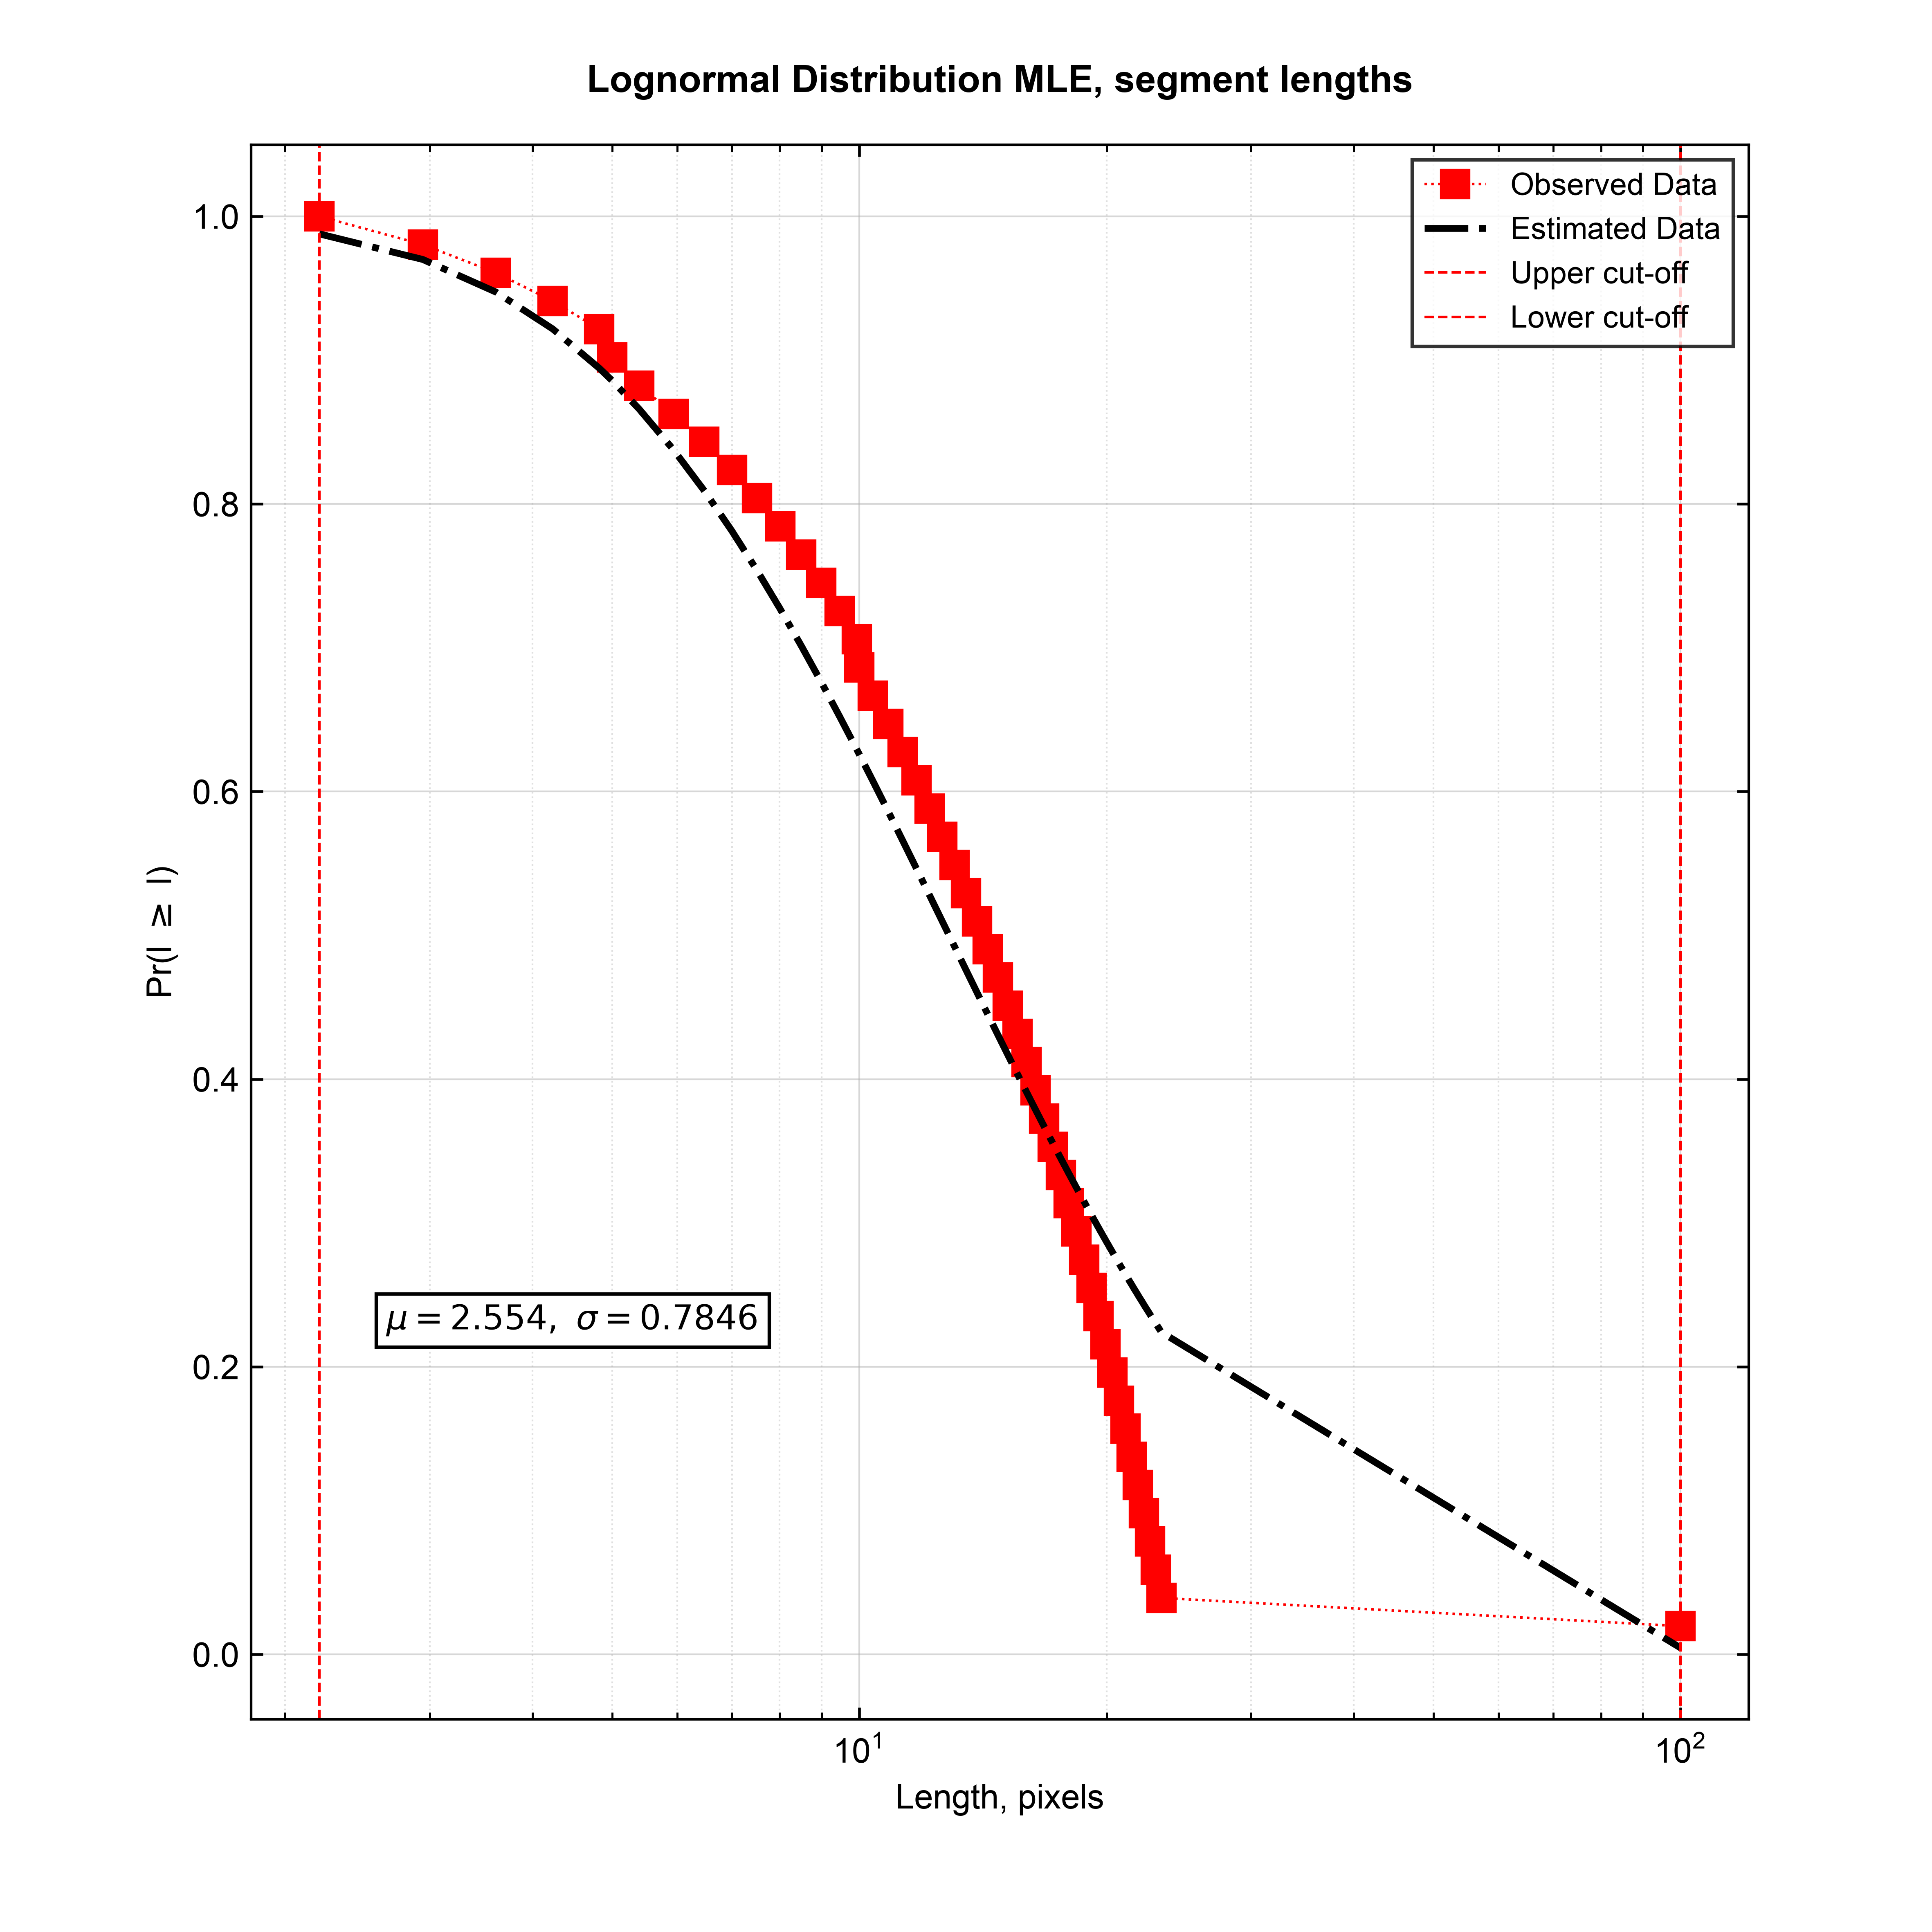 Lognormal Distribution MLE, segment lengths
Observed Data
Estimated Data
Upper cut-off
Lower cut-off
1.0
0.8
0.6
0.4
0.2
0.0
Pr(I ≥ I)
μ = 2.554, σ = 0.7846
10¹
10²
Length, pixels